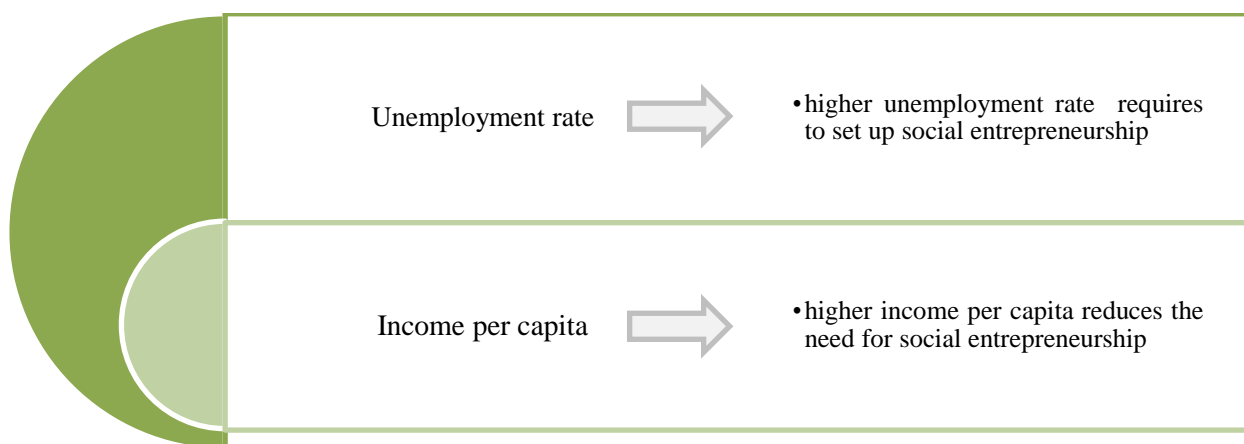 Unemployment rate
•higher unemployment rate requires
to set up social entrepreneurship
Income per capita
•higher income per capita reduces the
need for social entrepreneurship